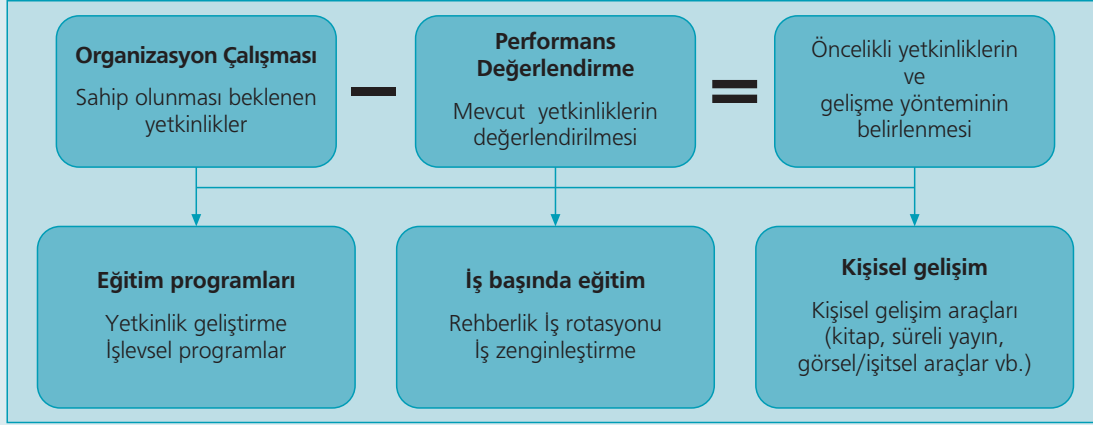 Organizasyon Çalışması
Sahip olunması beklenen
yetkinlikler
Performans
Değerlendirme
Mevcut yetkinliklerin
değerlendirilmesi
Öncelikli yetkinliklerin
ve
gelişme yönteminin
belirlenmesi
Eğitim programları
Yetkinlik geliştirme
İşlevsel programlar
İş başında eğitim
Rehberlik İş rotasyonu
İş zenginleştirme
Kişisel gelişim
Kişisel gelişim araçları
(kitap, süreli yayın,
görsel/işitsel araçlar vb.)